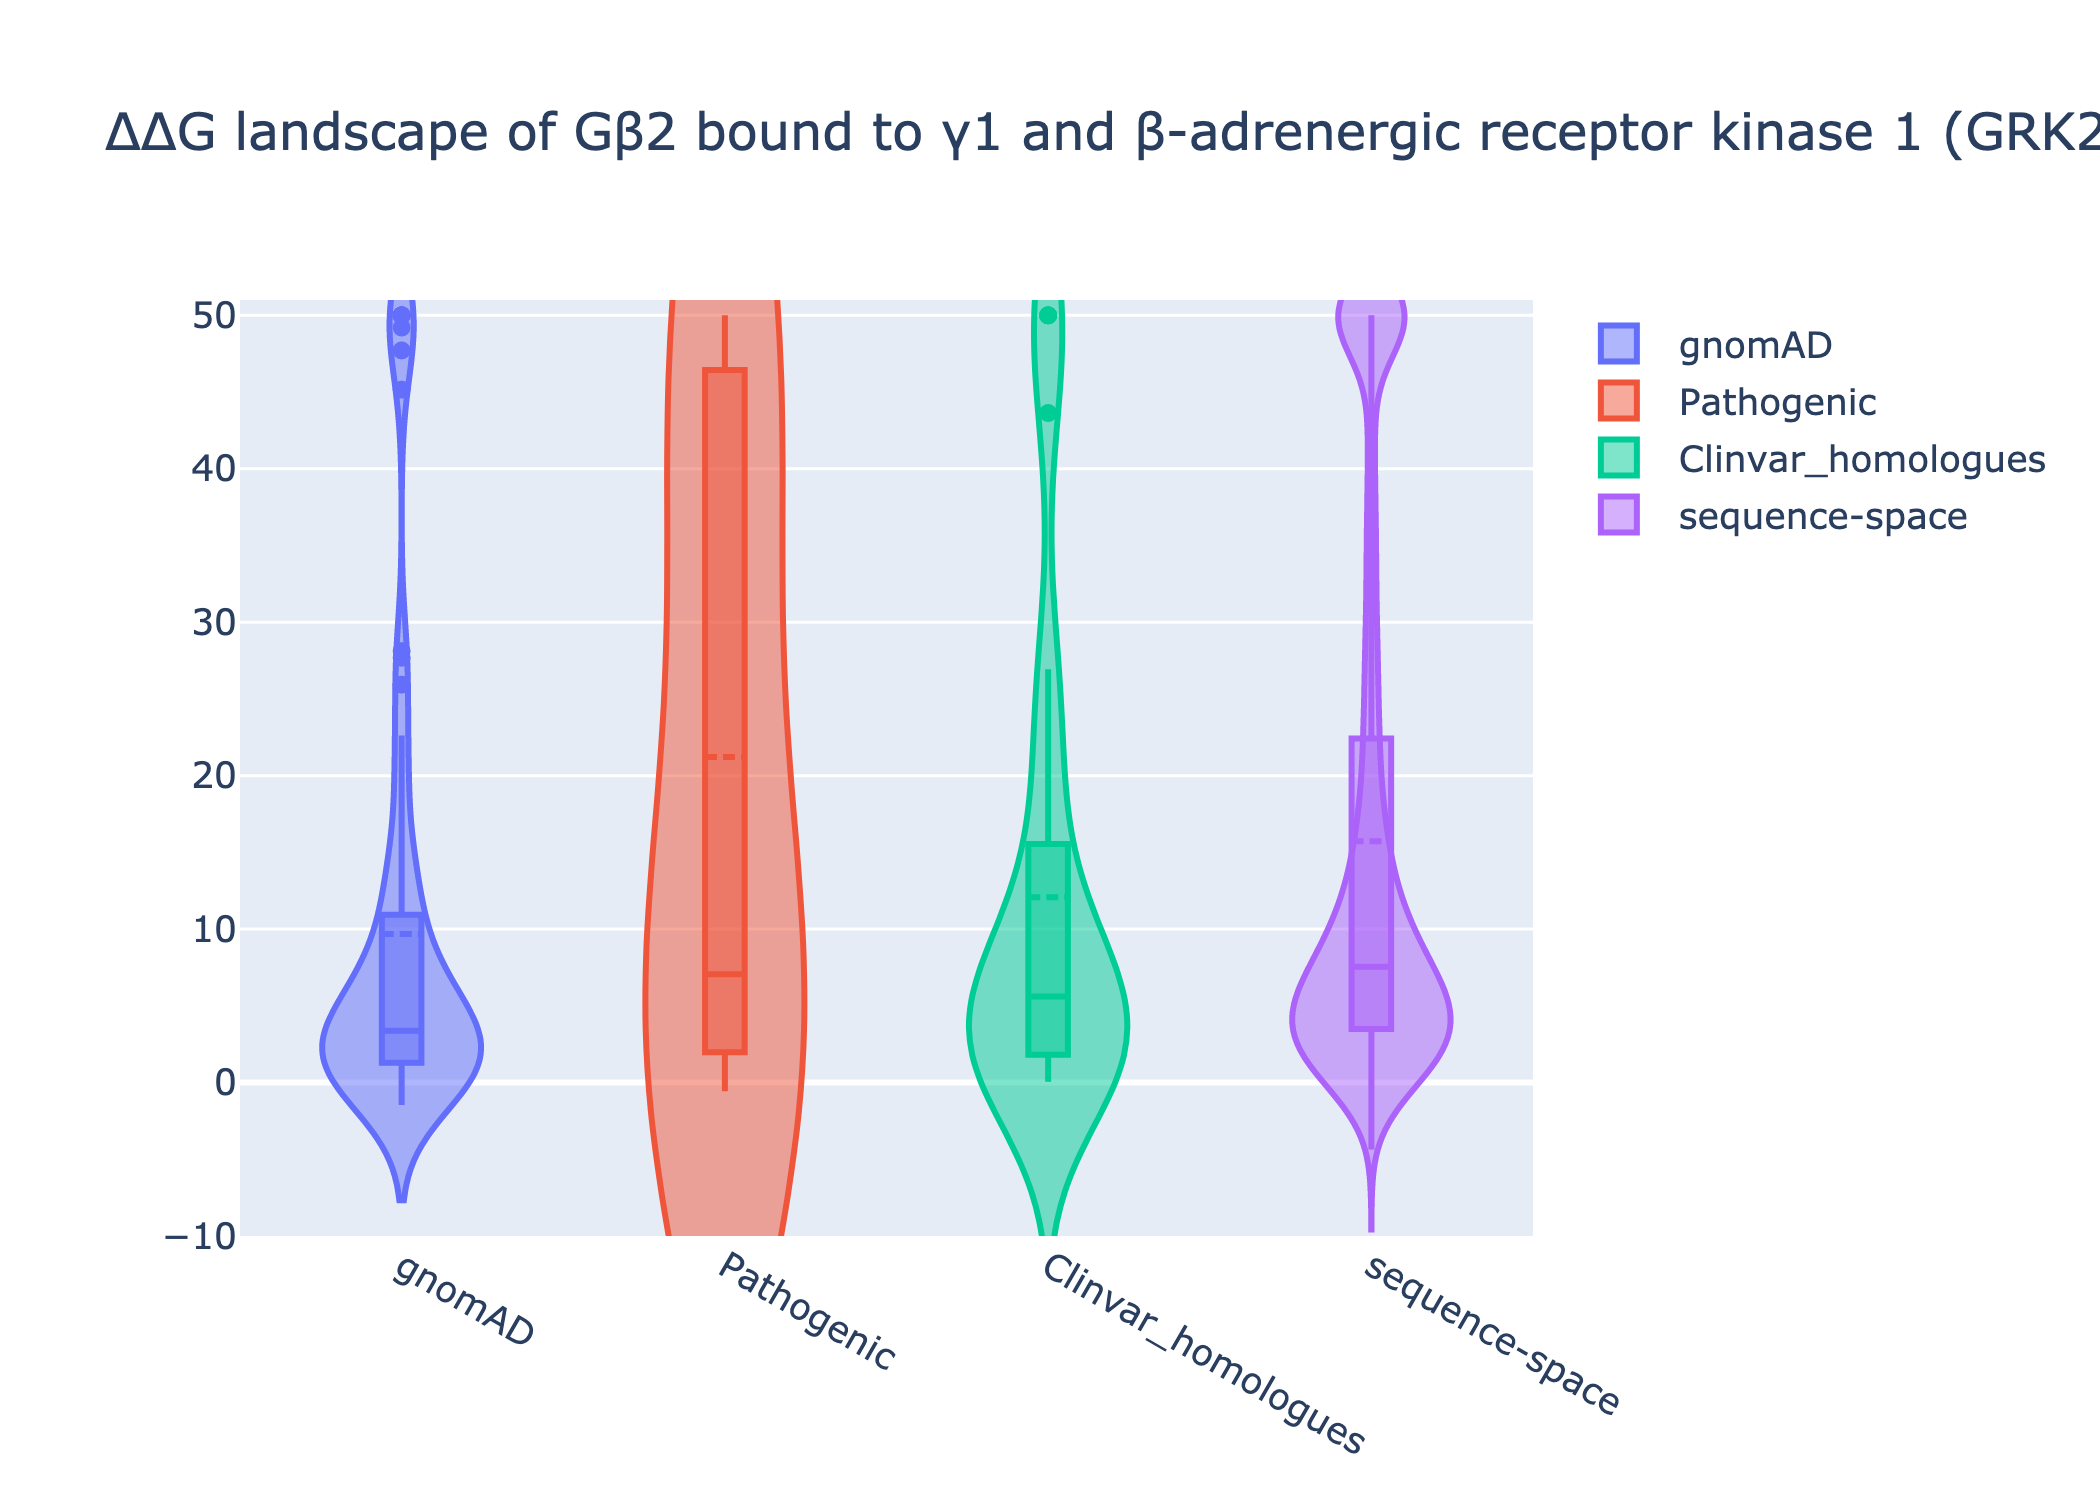 ΔΔG landscape of Gβ2 bound to γ1 and β-adrenergic receptor kinase 1 (GRK2
50
40
30
20
10
0
−10
gnomAD
Pathogenic
Clinvar_homologues
sequence-space
gnomAD
Pathogenic
Clinvar_homologues
sequence-space